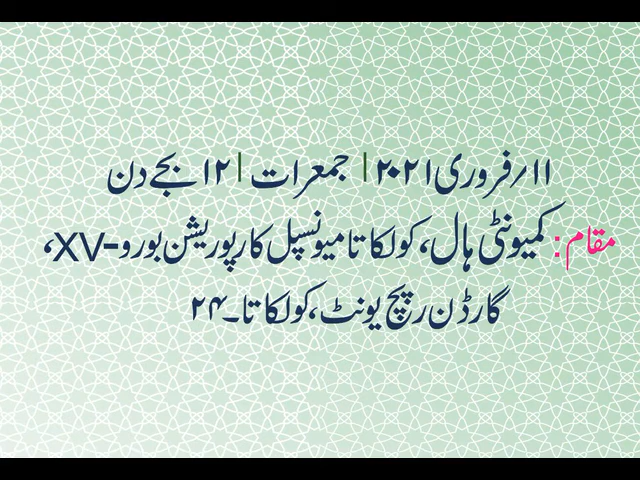 ۱۱؍فروری ۲۰۲۱ | جمعرات | ۱۲ بجے دن
مقام: کمیونٹی ہال، کولکاتا میونسپل کارپوریشن بورو-XV،
گارڈن ریچ یونٹ، کولکاتا۔۲۴